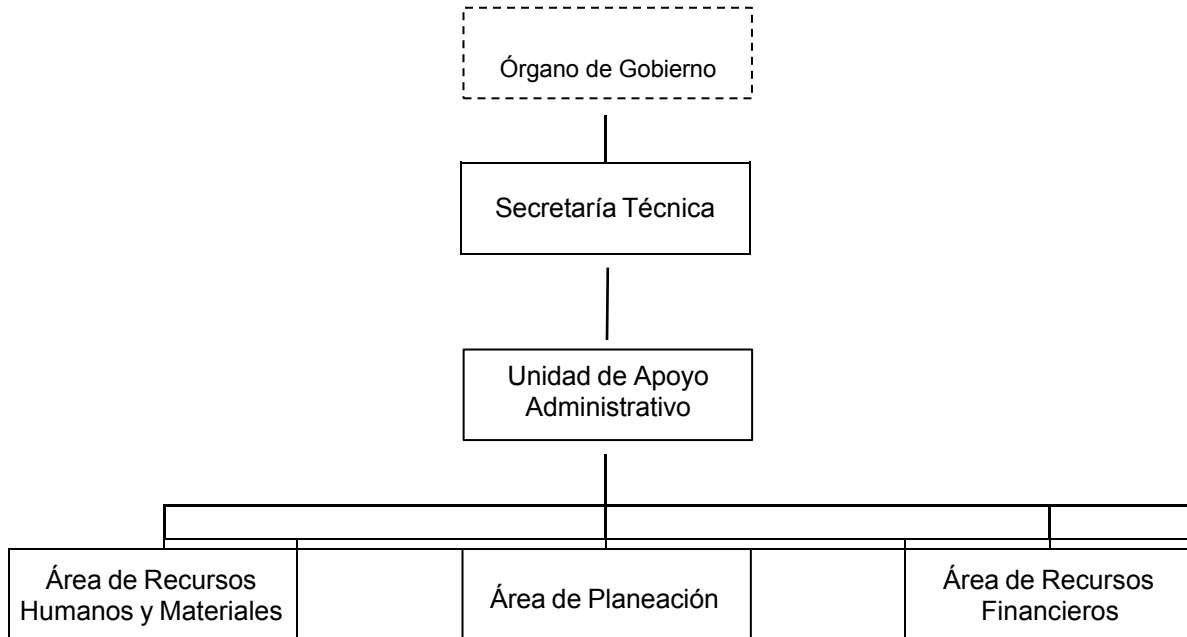 Órgano de Gobierno
Secretaría Técnica
Unidad de Apoyo
Administrativo
Área de Recursos
Humanos y Materiales
Área de Planeación
Área de Recursos
Financieros